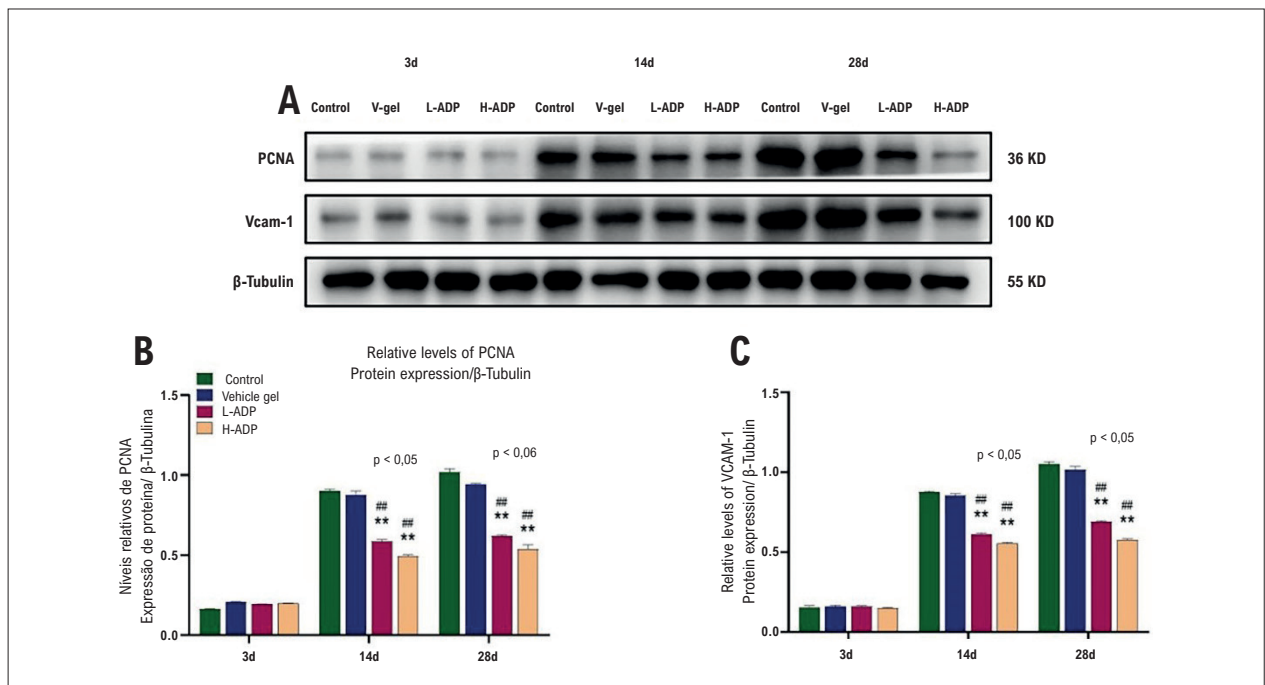 3d 14d 28d
A
Control V-gel L-ADP H-ADP Control V-gel L-ADP H-ADP Control V-gel L-ADP H-ADP
PCNA 36 KD
Vcam-1 100 KD
β-Tubulin 55 KD
B
Relative levels of PCNA
Protein expression/β-Tubulin
Control
Vehicle gel
L-ADP
H-ADP
Níveis relativos de PCNA
Expressão de proteína/ β-Tubulina
1.5
1.0
0.5
0.0
p < 0,05
p < 0,06
## ## ## ##
** ** ** **
3d 14d 28d
C
Relative levels of VCAM-1
Protein expression/ β-Tubulin
1.5
1.0
0.5
0.0
p < 0,05
p < 0,05
## ## ## ##
** ** ** **
3d 14d 28d